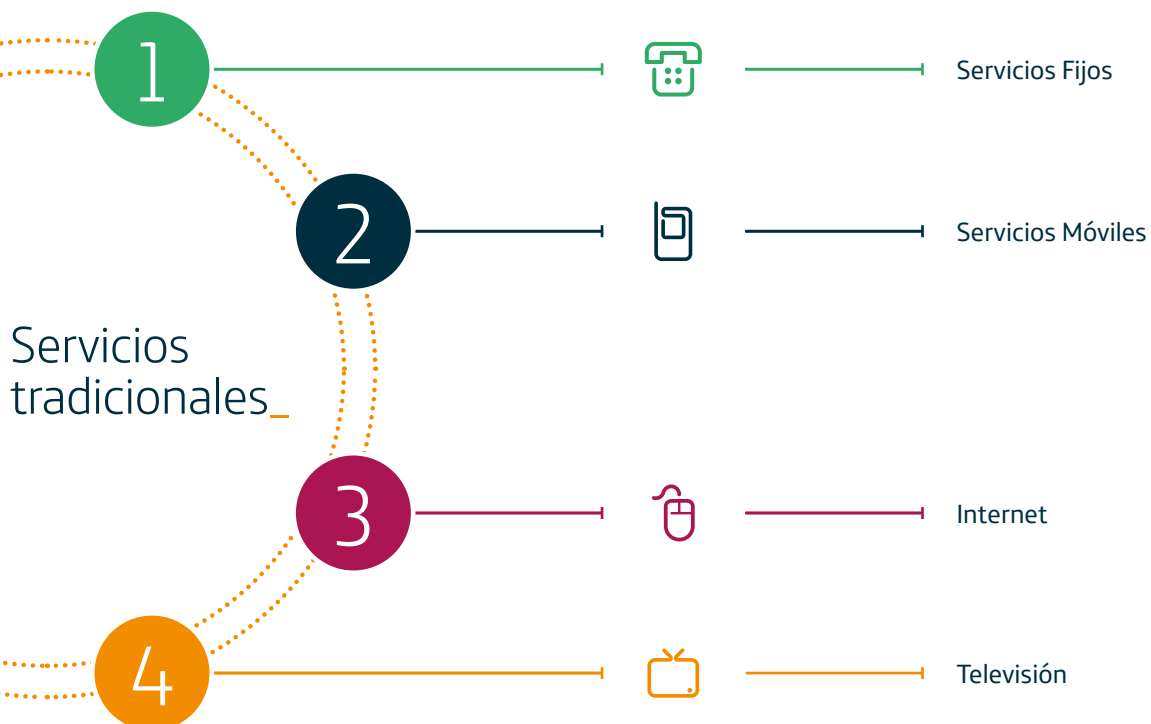 1
Servicios Fijos
2
Servicios Móviles
Servicios
tradicionales_
3
Internet
4
Televisión